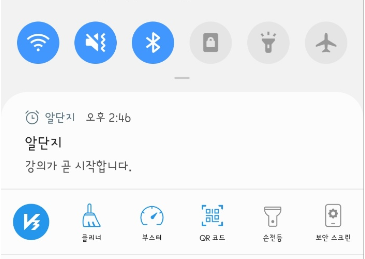 알단지 오후 2:46
알단지
강의가 곧 시작합니다.
V3
클리너 부스터 QR 코드 손전등 보안 스크린